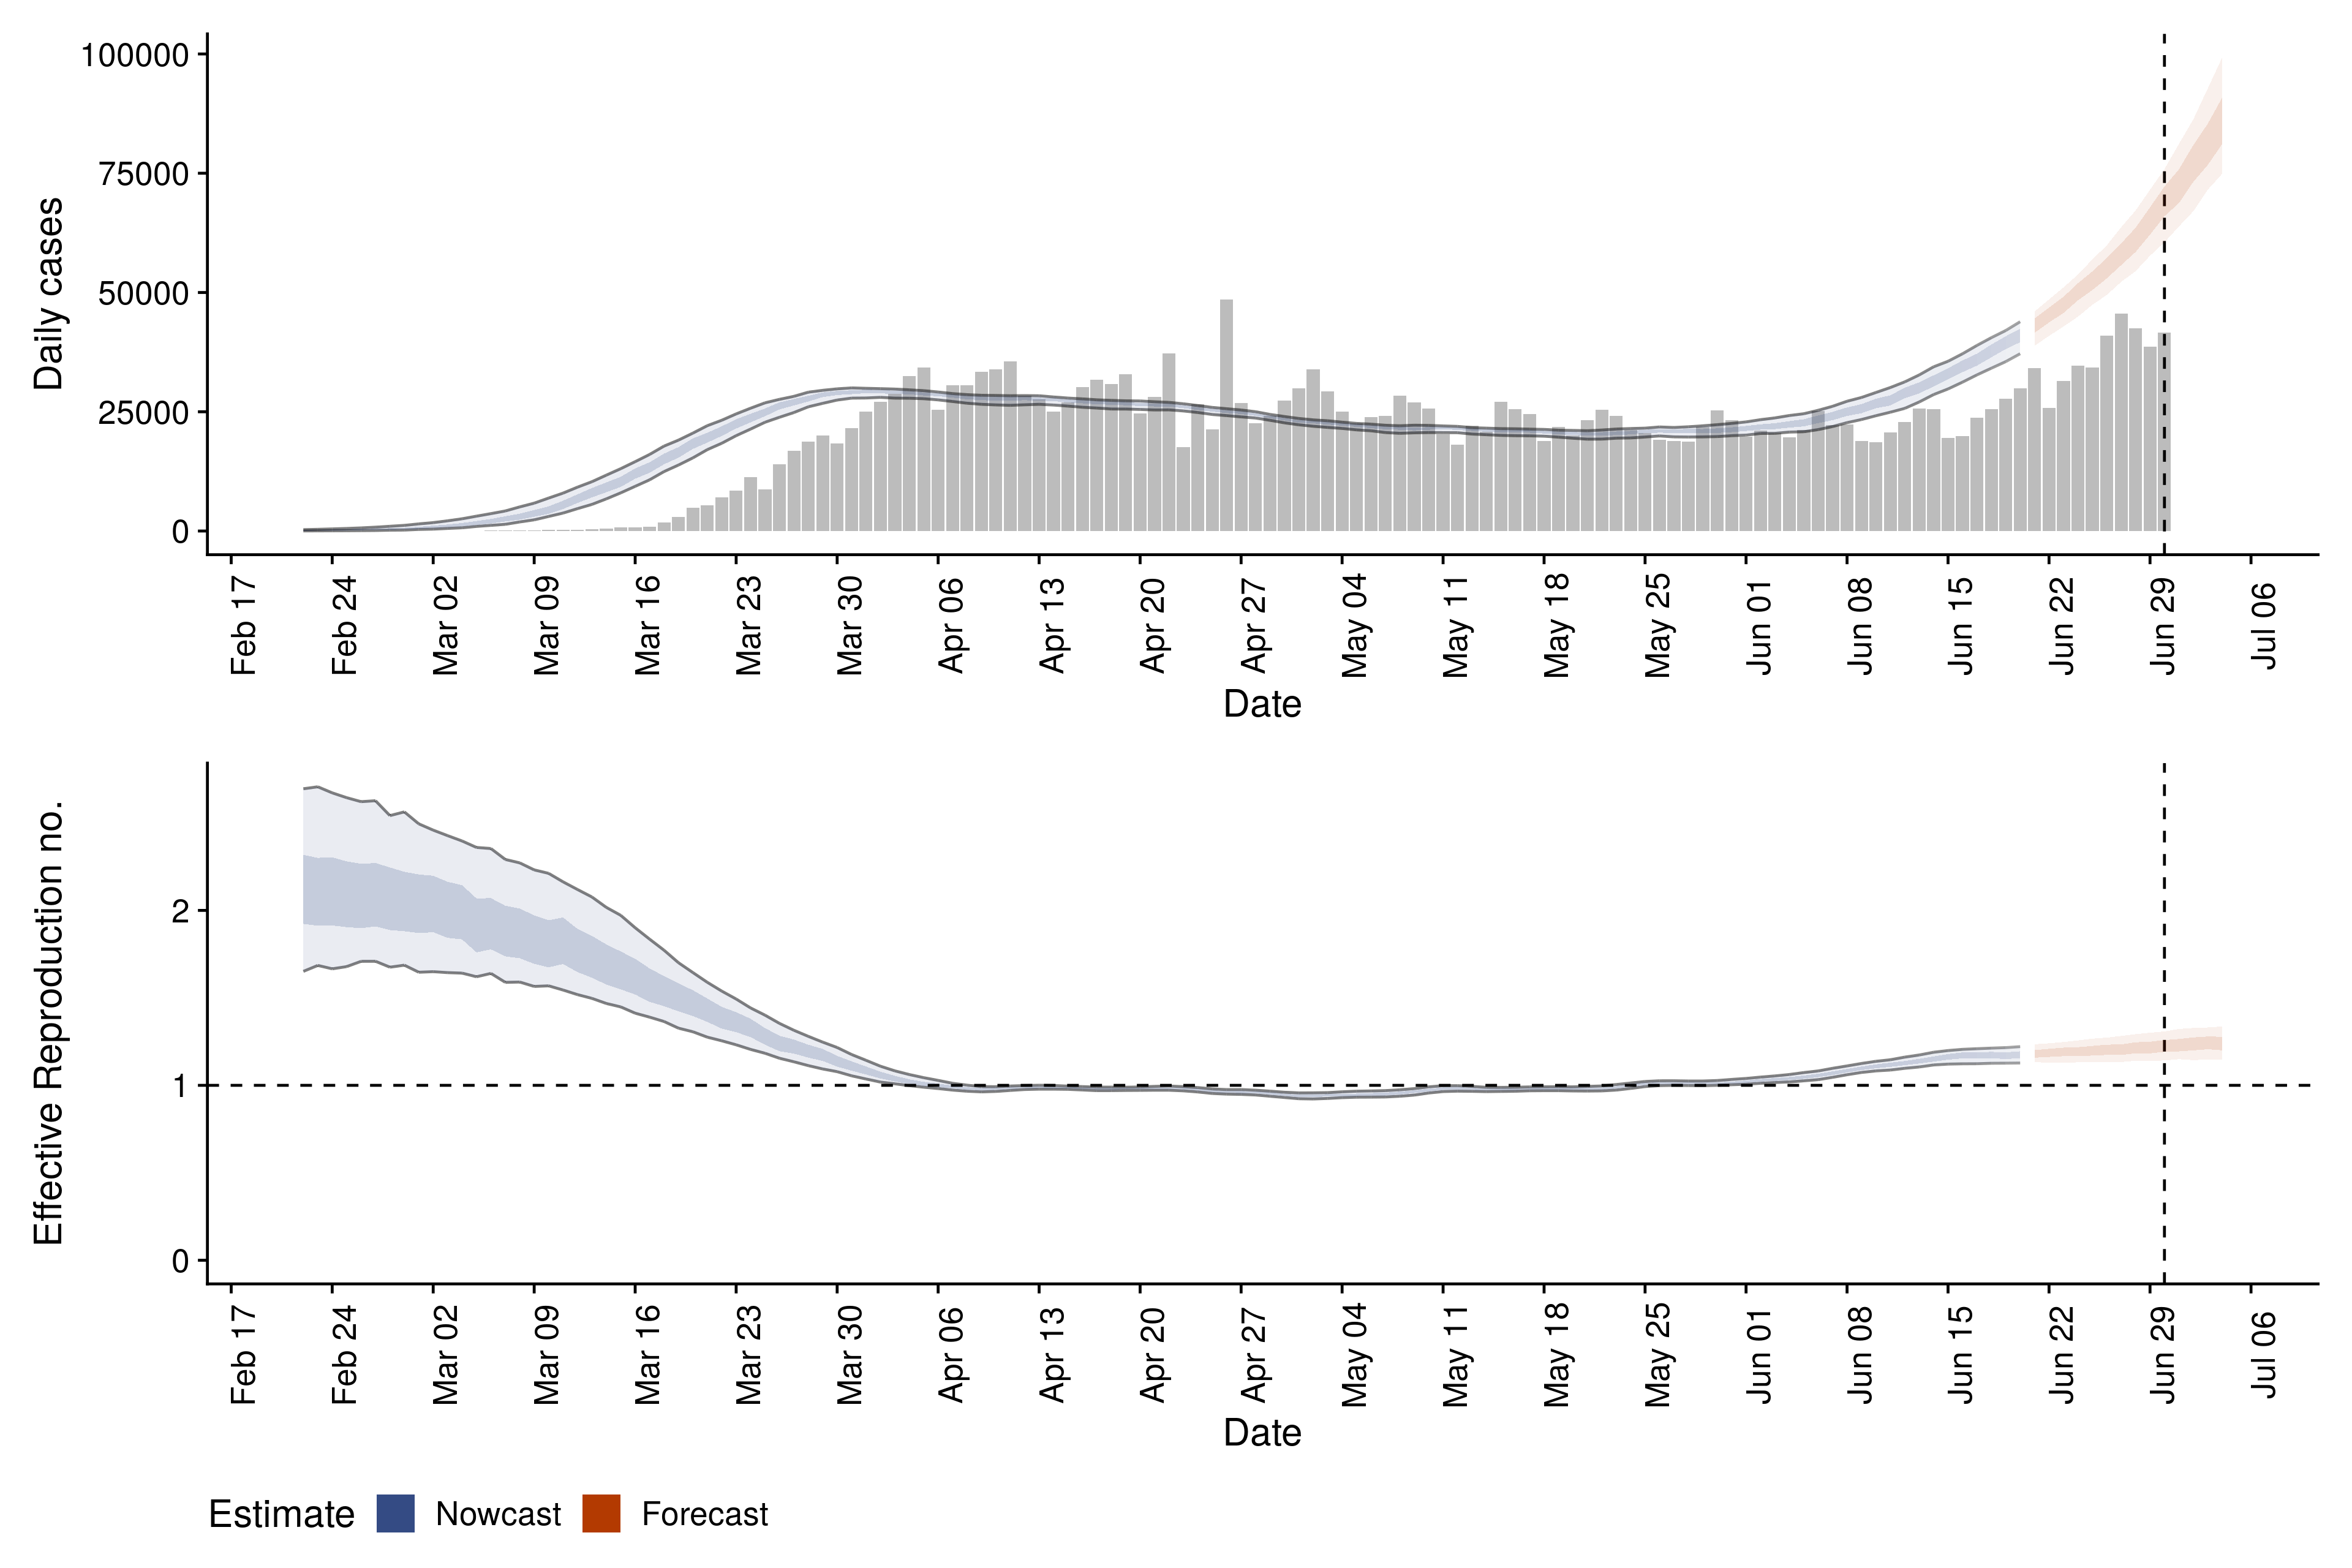 100000
75000
50000
25000
0
Daily cases
Feb 17
Feb 24
Mar 02
Mar 09
Mar 16
Mar 23
Mar 30
Apr 06
Apr 13
Apr 20
Apr 27
May 04
May 11
May 18
May 25
Jun 01
Jun 08
Jun 15
Jun 22
Jun 29
Jul 06
Date
2
1
0
Effective Reproduction no.
Feb 17
Feb 24
Mar 02
Mar 09
Mar 16
Mar 23
Mar 30
Apr 06
Apr 13
Apr 20
Apr 27
May 04
May 11
May 18
May 25
Jun 01
Jun 08
Jun 15
Jun 22
Jun 29
Jul 06
Date
Estimate Nowcast Forecast